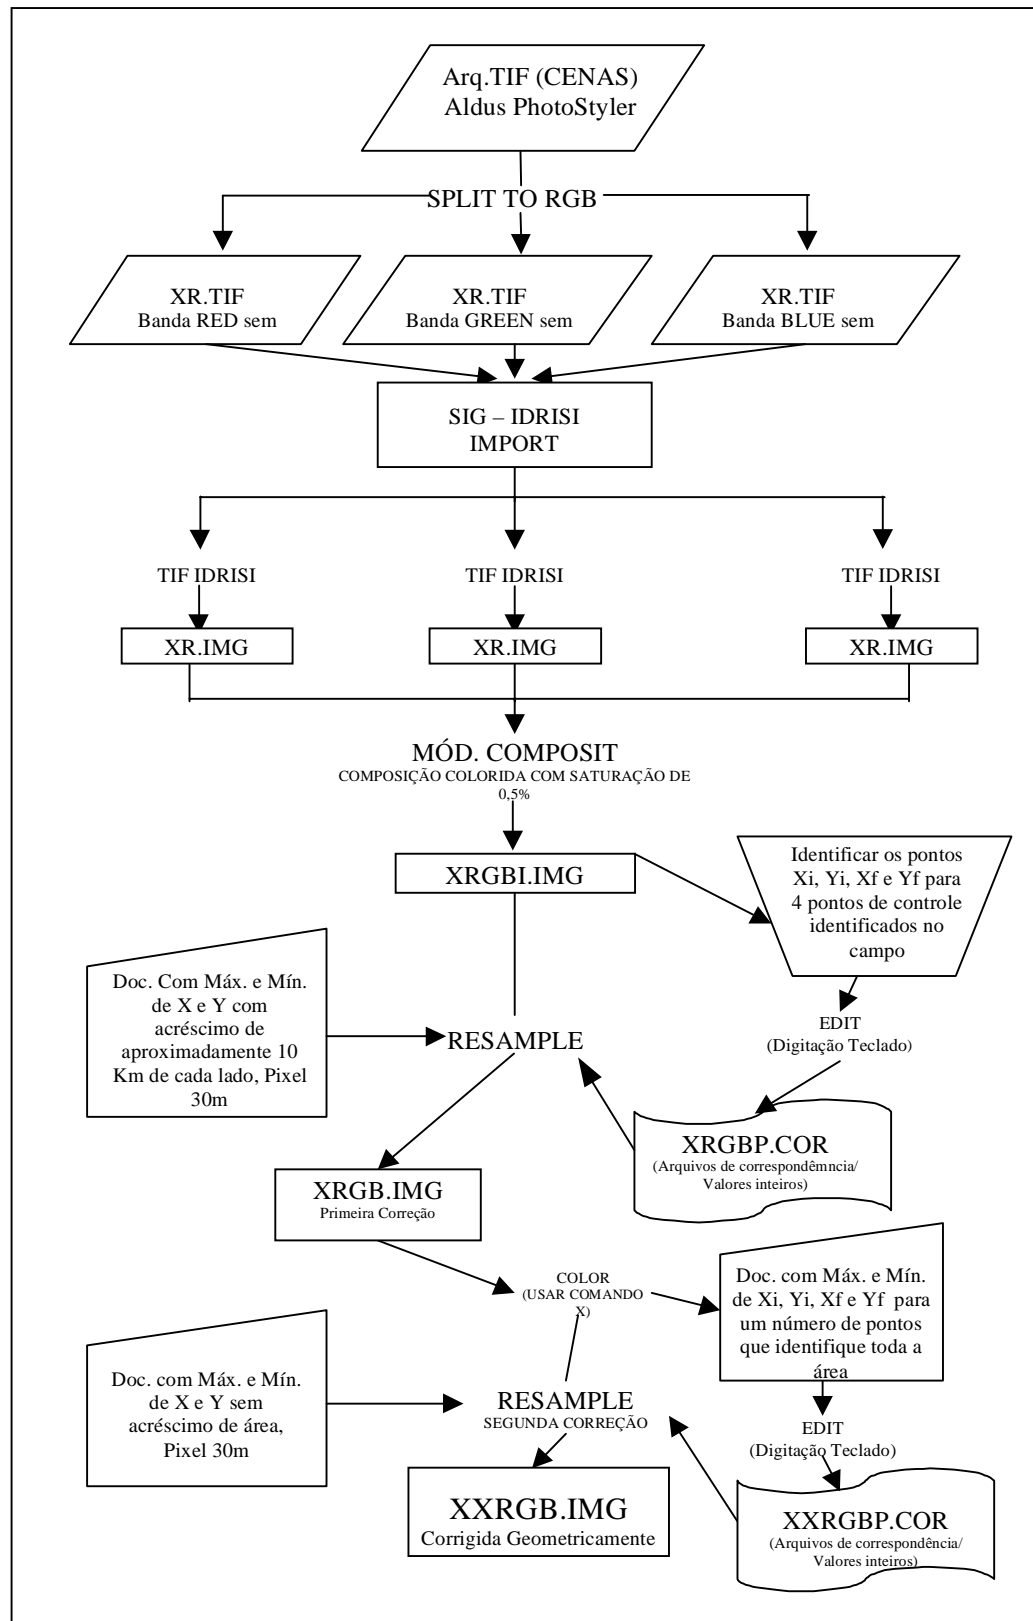 Arq.TIF (CENAS)
Aldus PhotoStyler
SPLIT TO RGB
XR.TIF
Banda RED sem
XR.TIF
Banda GREEN sem
XR.TIF
Banda BLUE sem
SIG – IDRISI
IMPORT
TIF IDRISI
TIF IDRISI
TIF IDRISI
XR.IMG
XR.IMG
XR.IMG
MÓD. COMPOSIT
COMPOSIÇÃO COLORIDA COM SATURAÇÃO DE
0,5%
XRGBI.IMG
Identificar os pontos
Xi, Yi, Xf e Yf para
4 pontos de controle
identificados no
campo
Doc. Com Máx. e Mín.
de X e Y com
acréscimo de
aproximadamente 10
Km de cada lado, Pixel
30m
RESAMPLE
EDIT
(Digitação Teclado)
XRGBP.COR
(Arquivos de correspondêmncia/
Valores inteiros)
XRGB.IMG
Primeira Correção
COLOR
(USAR COMANDO
X)
Doc. com Máx. e Mín.
de Xi, Yi, Xf e Yf para
um número de pontos
que identifique toda a
área
Doc. com Máx. e Mín.
de X e Y sem
acréscimo de área,
Pixel 30m
RESAMPLE
SEGUNDA CORREÇÃO
EDIT
(Digitação Teclado)
XXRGB.IMG
Corrigida Geometricamente
XXRGBP.COR
(Arquivos de correspondência/
Valores inteiros)